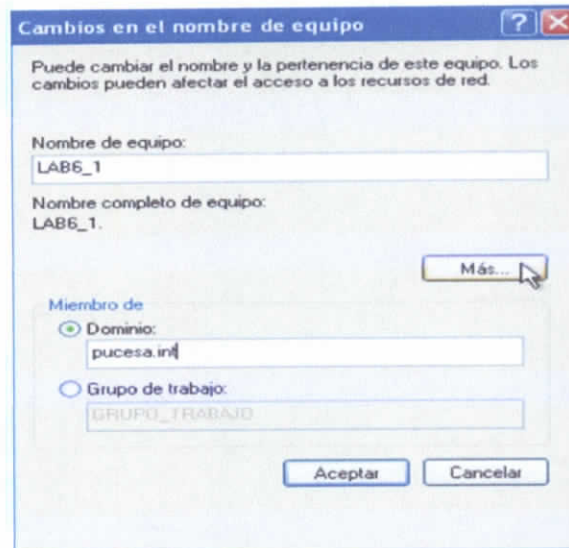 Cambios en el nombre de equipo
Puede cambiar el nombre y la pertenencia de este equipo. Los
cambios pueden afectar el acceso a los recursos de red.
Nombre de equipo:
LAB6_1
Nombre completo de equipo:
LAB6_1.
Más...
Miembro de
Dominio:
pucesa.int
Grupo de trabajo:
GRUPO_TRABAJO
Aceptar
Cancelar